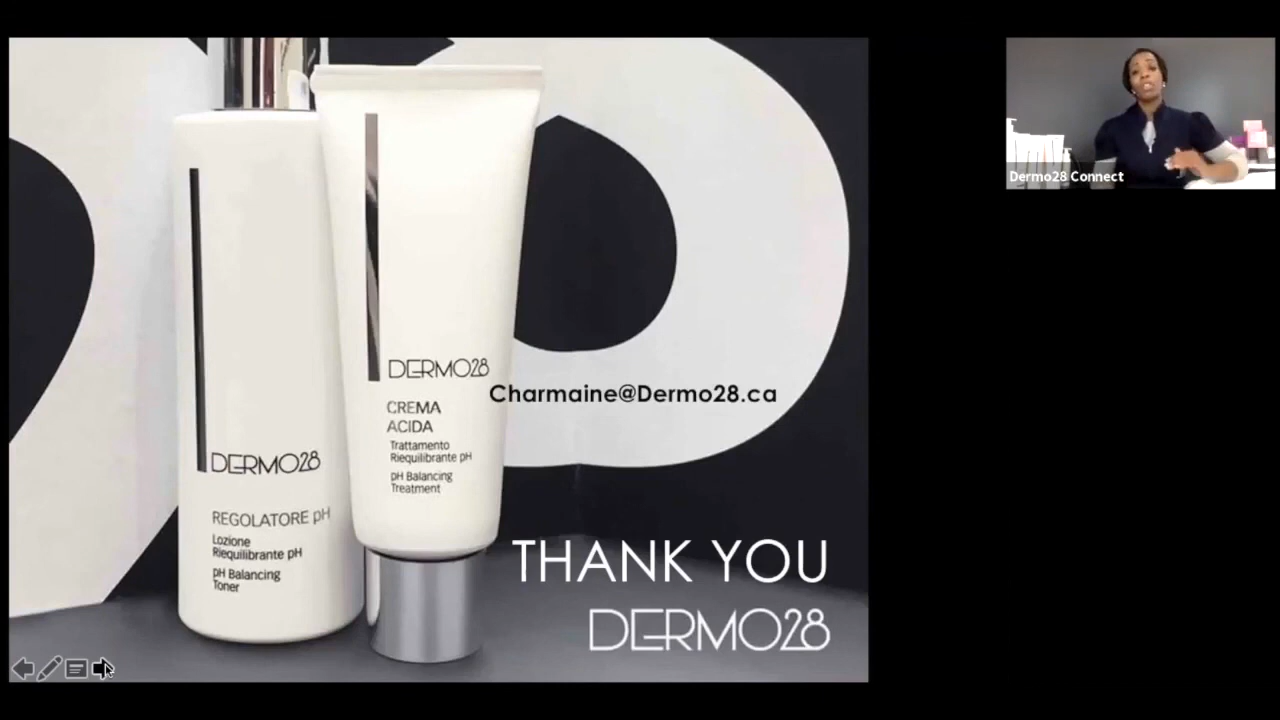 DERMO28
REGOLATORE pH
Lozione
Riequilibrante pH
pH Balancing
Toner
DERMO28
CREMA
ACIDA
Trattamento
Riequilibrante pH
pH Balancing
Treatment
Charmaine@Dermo28.ca
THANK YOU
DERMO28
Dermo28 Connect